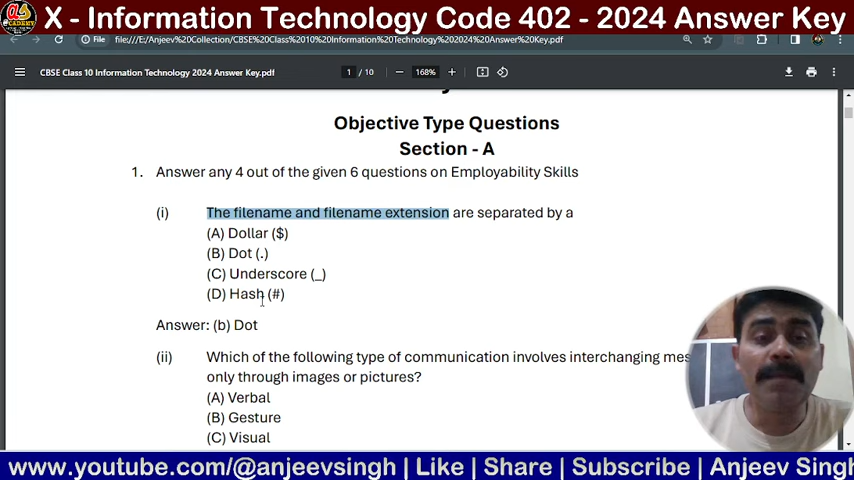 X - Information Technology Code 402 - 2024 Answer Key
ACADEMY
File file:///E:/Anjeev%20Collection/CBSE%20Class%2010%20Information%20Technology%202024%20Answer%20Key.pdf
CBSE Class 10 Information Technology 2024 Answer Key.pdf 1 / 10 168%
Objective Type Questions
Section - A
1. Answer any 4 out of the given 6 questions on Employability Skills
(i) The filename and filename extension are separated by a
(A) Dollar ($)
(B) Dot (.)
(C) Underscore (_)
(D) Hash (#)
Answer: (b) Dot
(ii) Which of the following type of communication involves interchanging
only through images or pictures?
(A) Verbal
(B) Gesture
(C) Visual
www.youtube.com/@anjeevsingh | Like | Share | Subscribe | Anjeev Singh